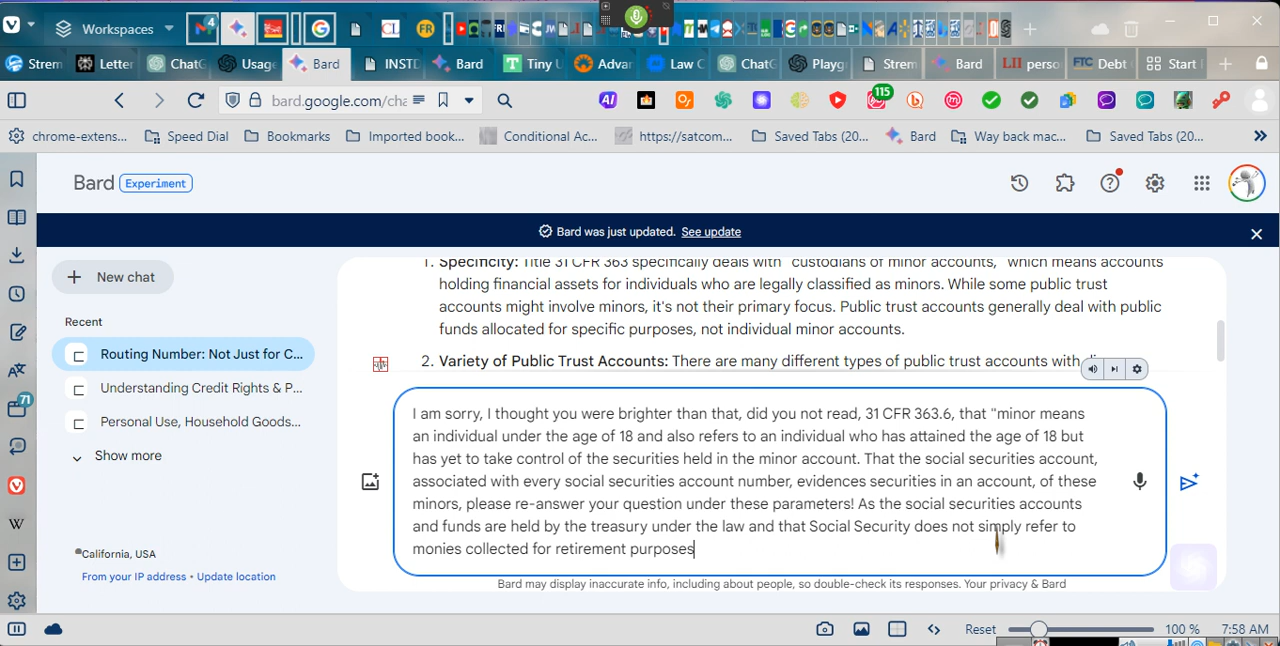 Workspaces
4
CL
FR
Strem
Letter
ChatG
Usage
Bard
INSTD
Bard
Tiny U
Advar
Law C
ChatG
Playg
Strem
Bard
LII perso
FTC Debt
Start |
bard.google.com/cha
AI
115
chrome-extens...
Speed Dial
Bookmarks
Imported book...
Conditional Ac...
https://satcom...
Saved Tabs (20...
Bard
Way back mac...
Saved Tabs (20...
Bard Experiment
Bard was just updated. See update
New chat
Recent
Routing Number: Not Just for C...
Understanding Credit Rights & P...
Personal Use, Household Goods...
Show more
71
W
California, USA
From your IP address • Update location
1. Specificity: Title 31 CFR 363 specifically deals with "custodians of minor accounts," which means accounts
holding financial assets for individuals who are legally classified as minors. While some public trust
accounts might involve minors, it's not their primary focus. Public trust accounts generally deal with public
funds allocated for specific purposes, not individual minor accounts.
2. Variety of Public Trust Accounts: There are many different types of public trust accounts with
I am sorry, I thought you were brighter than that, did you not read, 31 CFR 363.6, that "minor means
an individual under the age of 18 and also refers to an individual who has attained the age of 18 but
has yet to take control of the securities held in the minor account. That the social securities account,
associated with every social securities account number, evidences securities in an account, of these
minors, please re-answer your question under these parameters! As the social securities accounts
and funds are held by the treasury under the law and that Social Security does not simply refer to
monies collected for retirement purposes
Bard may display inaccurate info, including about people, so double-check its responses. Your privacy & Bard
Reset
100 %
7:58 AM